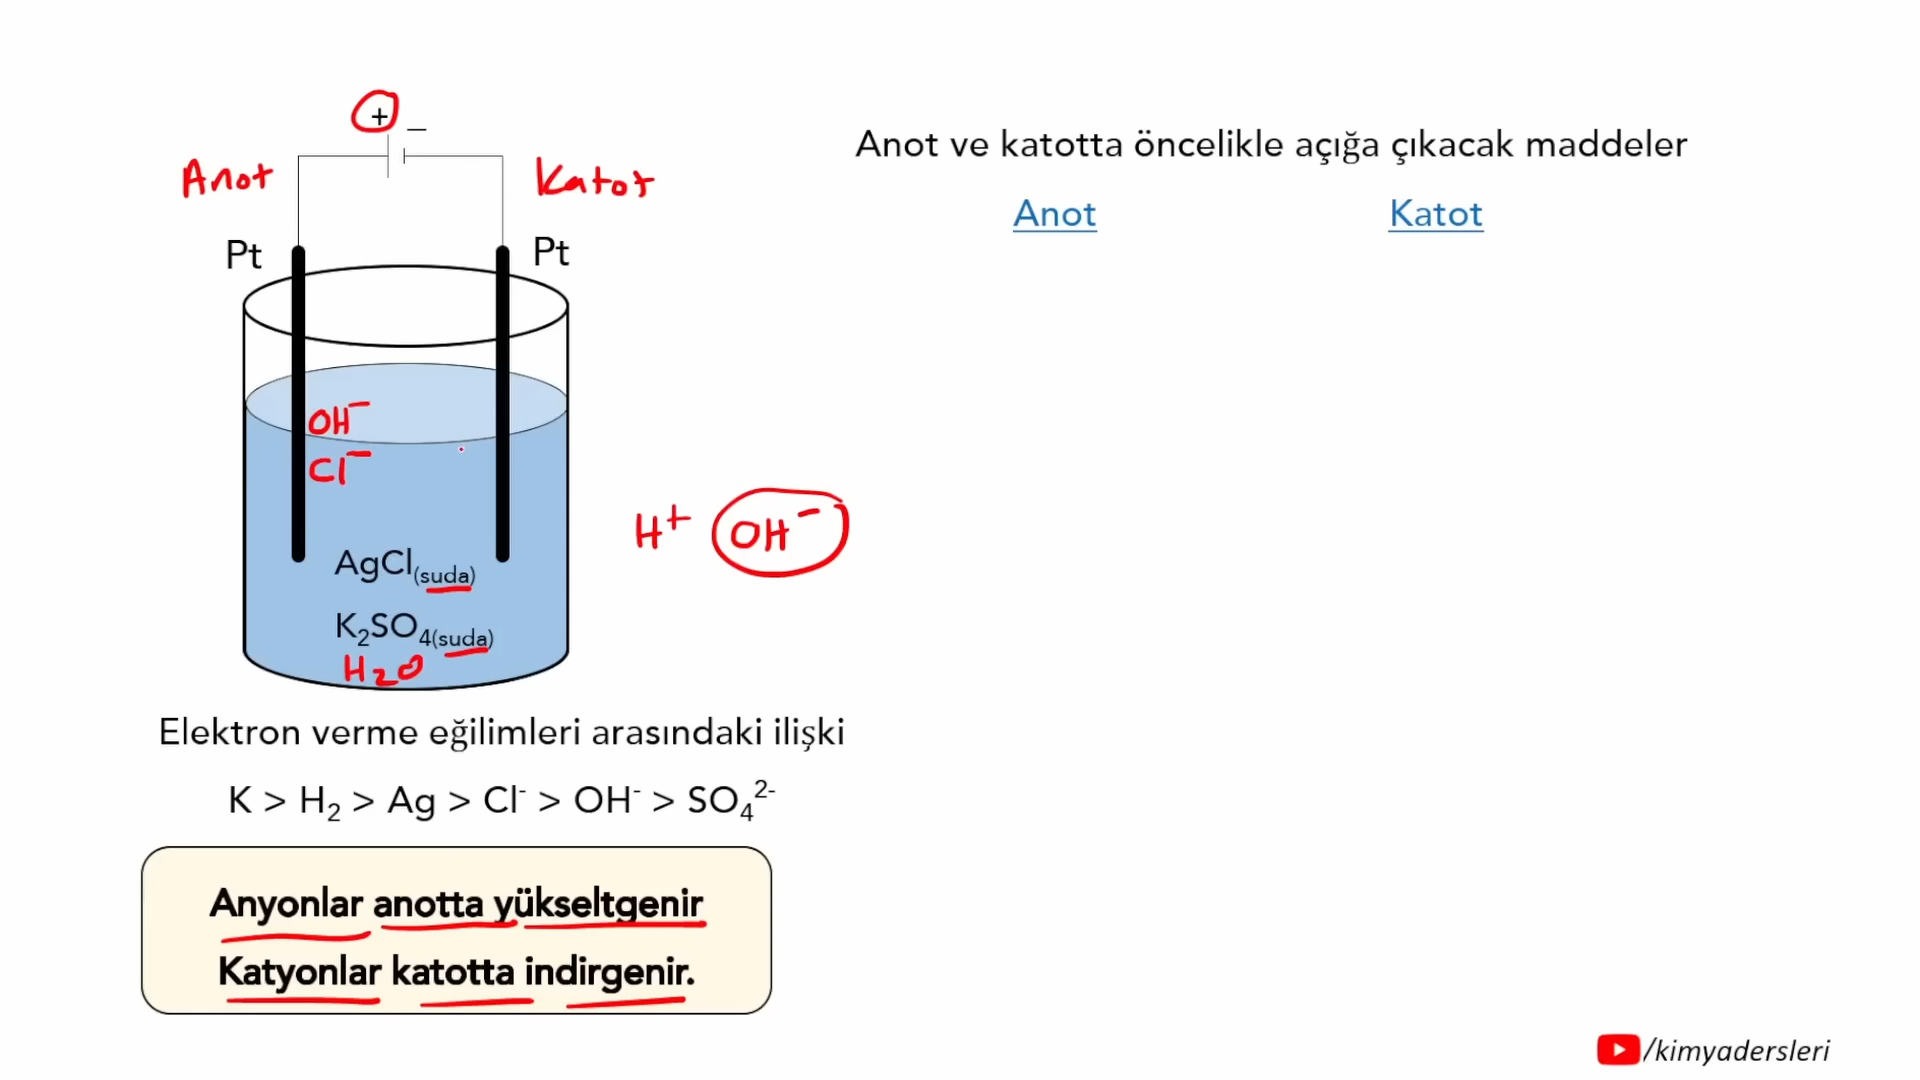 + −
Anot
Katot
Pt
Pt
OH⁻
Cl⁻
AgCl(suda)
K₂SO₄(suda)
H₂O
H⁺ OH⁻
Elektron verme eğilimleri arasındaki ilişki
K > H₂ > Ag > Cl⁻ > OH⁻ > SO₄²⁻
Anyonlar anotta yükseltgenir
Katyonlar katotta indirgenir.
Anot ve katotta öncelikle açığa çıkacak maddeler
Anot
Katot
/kimyadersleri